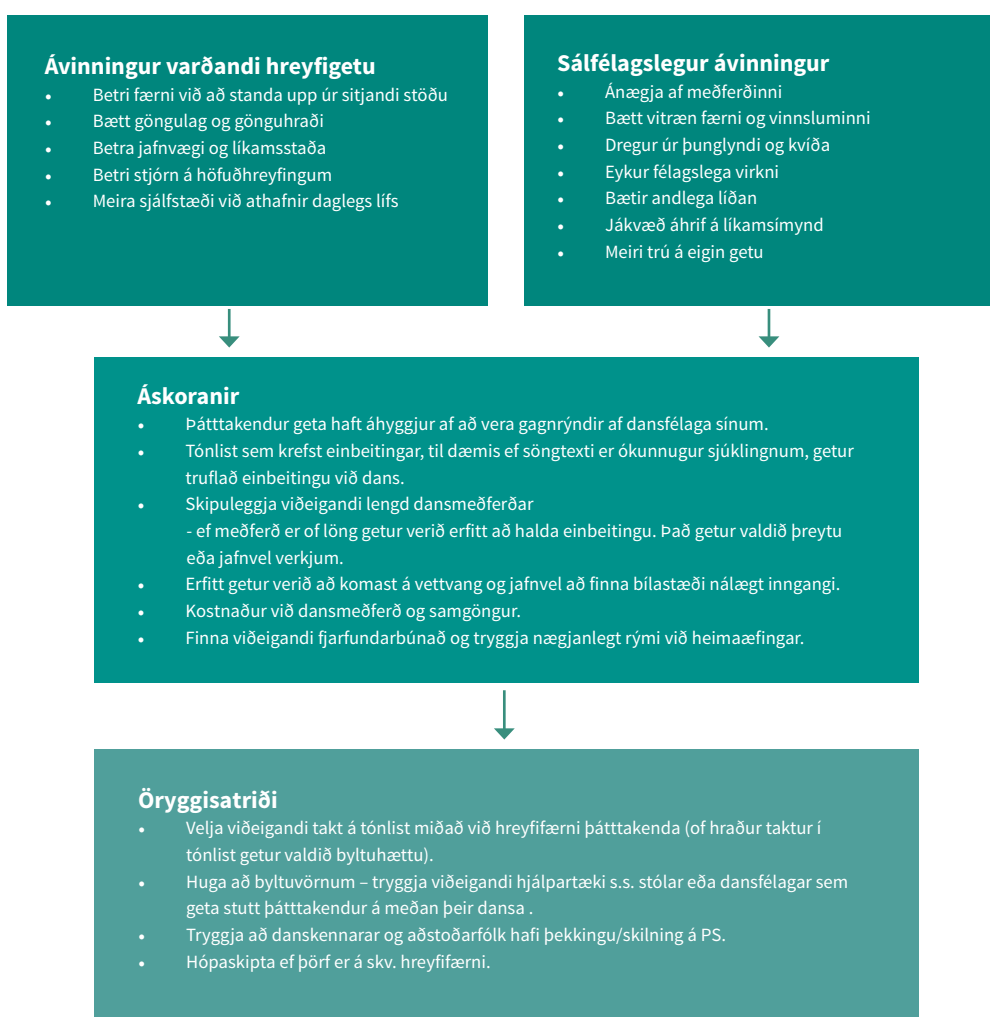 Ávinningur varðandi hreyfigetu
• Betri færni við að standa upp úr sitjandi stöðu
• Bætt göngulag og gönguhraði
• Betra jafnvægi og líkamsstaða
• Betri stjórn á höfuðhreyfingum
• Meira sjálfstæði við athafnir daglegs lífs
Sálfélagslegur ávinningur
• Ánægja af meðferðinni
• Bætt vitræn færni og vinnsluminni
• Dregur úr þunglyndi og kvíða
• Eykur félagslega virkni
• Bætir andlega líðan
• Jákvæð áhrif á líkamsímynd
• Meiri trú á eigin getu
Áskoranir
• Þátttakendur geta haft áhyggjur af að vera gagnrýndir af dansfélaga sínum.
• Tónlist sem krefst einbeitingar, til dæmis ef söngtexti er ókunnugur sjúklingnum, getur
truflað einbeitingu við dans.
• Skipuleggja viðeigandi lengd dansmeðferðar
- ef meðferð er of löng getur verið erfitt að halda einbeitingu. Það getur valdið þreytu
eða jafnvel verkjum.
• Erfitt getur verið að komast á vettvang og jafnvel að finna bílastæði nálægt inngangi.
• Kostnaður við dansmeðferð og samgöngur.
• Finna viðeigandi fjarfundarbúnað og tryggja nægjanlegt rými við heimaæfingar.
Öryggisatriði
• Velja viðeigandi takt á tónlist miðað við hreyfifærni þátttakenda (of hraður taktur í
tónlist getur valdið byltuhættu).
• Huga að byltuvörnum – tryggja viðeigandi hjálpartæki s.s. stólar eða dansfélagar sem
geta stutt þátttakendur á meðan þeir dansa .
• Tryggja að danskennarar og aðstoðarfólk hafi þekkingu/skilning á PS.
• Hópaskipta ef þörf er á skv. hreyfifærni.